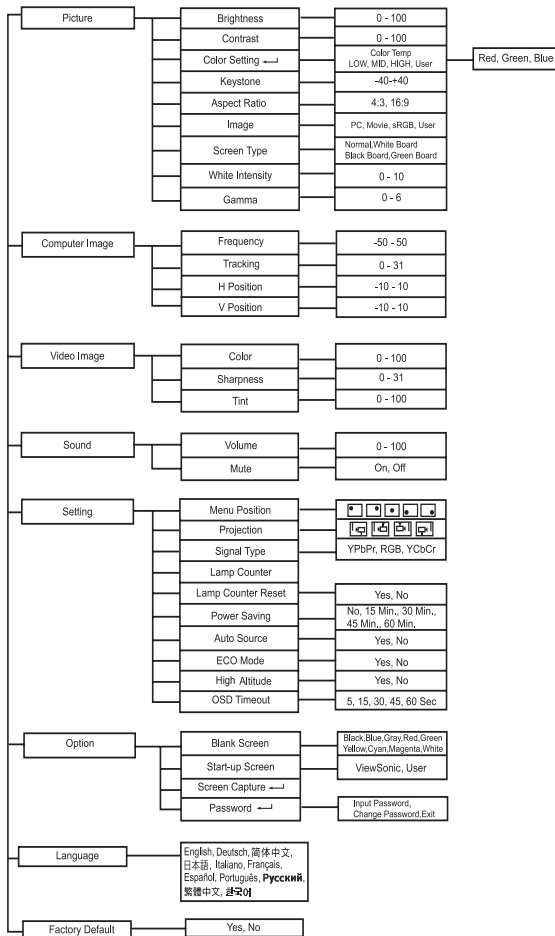 Picture
Brightness
0 - 100
Contrast
0 - 100
Color Setting
Color Temp
LOW, MID, HIGH, User
Red, Green, Blue
Keystone
-40-+40
Aspect Ratio
4:3, 16:9
Image
PC, Movie, sRGB, User
Screen Type
Normal,White Board
Black Board,Green Board
White Intensity
0 - 10
Gamma
0 - 6
Computer Image
Frequency
-50 - 50
Tracking
0 - 31
H Position
-10 - 10
V Position
-10 - 10
Video Image
Color
0 - 100
Sharpness
0 - 31
Tint
0 - 100
Sound
Volume
0 - 100
Mute
On, Off
Setting
Menu Position
Projection
Signal Type
YPbPr, RGB, YCbCr
Lamp Counter
Lamp Counter Reset
Yes, No
Power Saving
No, 15 Min., 30 Min.,
45 Min., 60 Min.
Auto Source
Yes, No
ECO Mode
Yes, No
High Altitude
Yes, No
OSD Timeout
5, 15, 30, 45, 60 Sec
Option
Blank Screen
Black,Blue,Gray,Red,Green
Yellow,Cyan,Magenta,White
Start-up Screen
ViewSonic, User
Screen Capture
Password
Input Password,
Change Password,Exit
Language
English, Deutsch, 简体中文,
日本語, Italiano, Français,
Español, Português, Русский,
繁體中文, 한국어
Factory Default
Yes, No